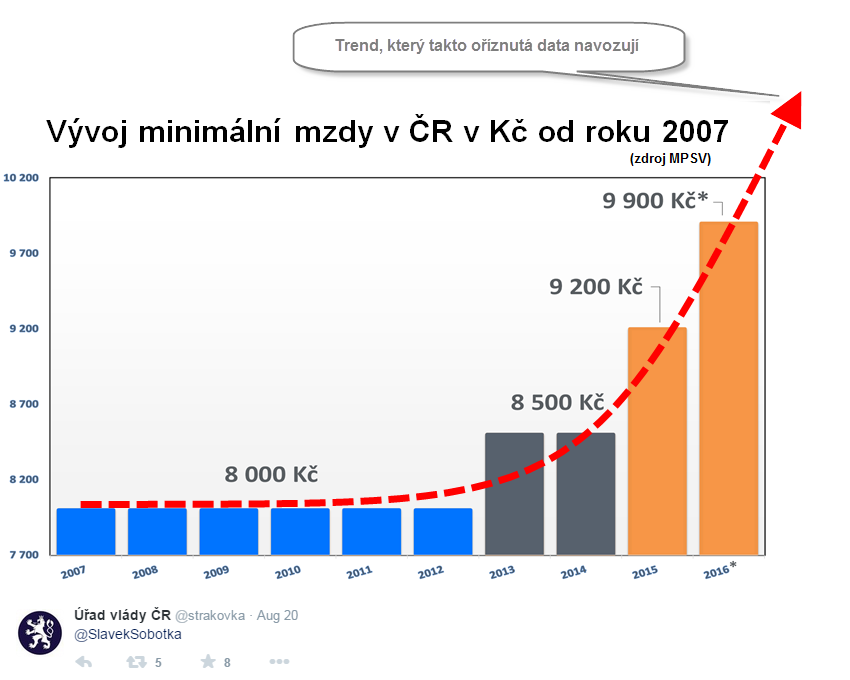 Trend, který takto oříznutá data navozují
Vývoj minimální mzdy v ČR v Kč od roku 2007
(zdroj MPSV)
10 200
9 700
9 200
8 700
8 200
7 700
8 000 Kč
8 500 Kč
9 200 Kč
9 900 Kč*
2007 2008 2009 2010 2011 2012 2013 2014 2015 2016*
Úřad vlády ČR @strakovka · Aug 20
@SlavekSobotka
5 8